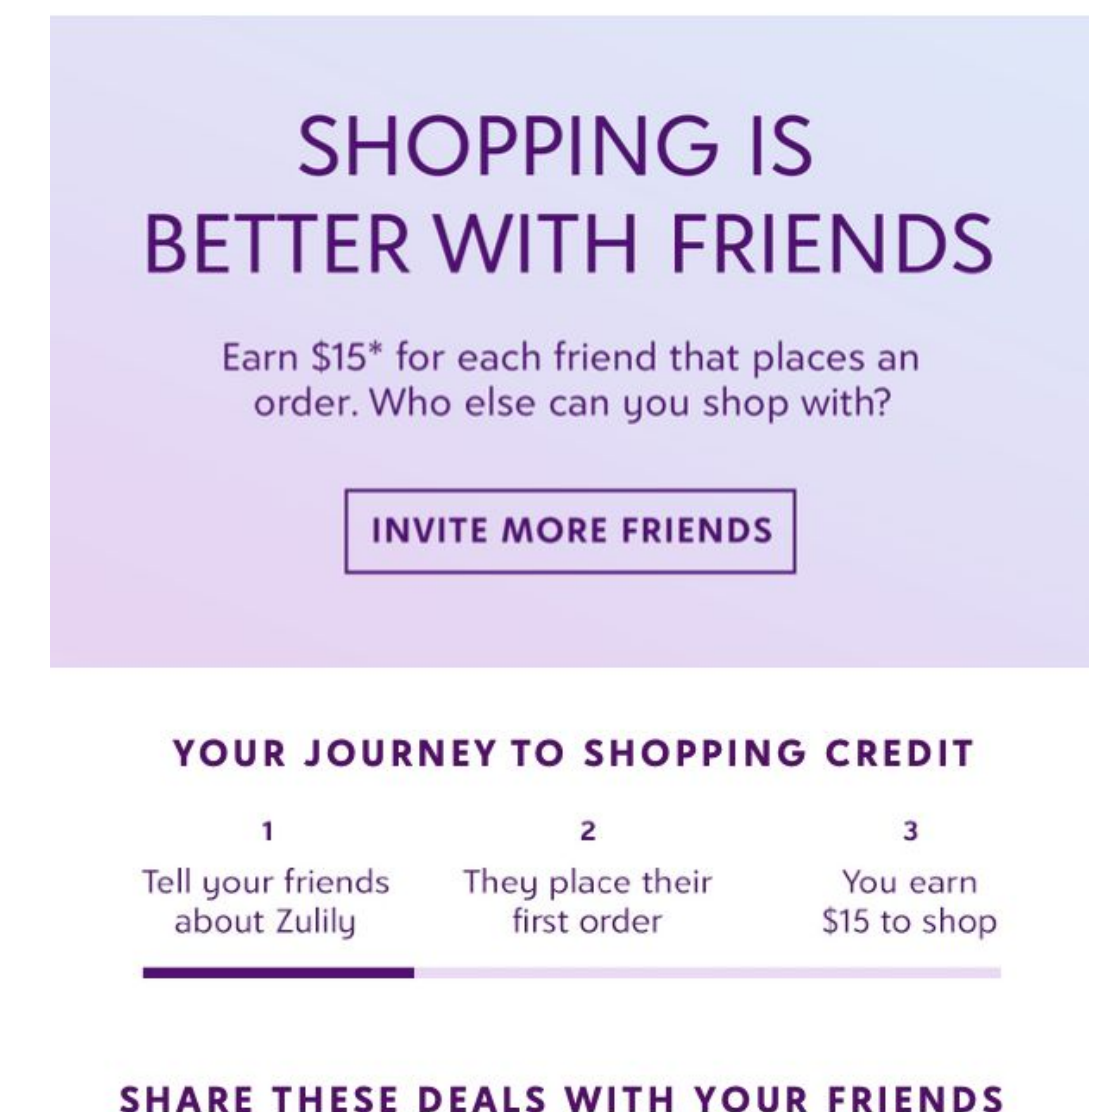 SHOPPING IS
BETTER WITH FRIENDS
Earn $15* for each friend that places an
order. Who else can you shop with?
INVITE MORE FRIENDS
YOUR JOURNEY TO SHOPPING CREDIT
1
Tell your friends
about Zulily
2
They place their
first order
3
You earn
$15 to shop
SHARE THESE DEALS WITH YOUR FRIENDS